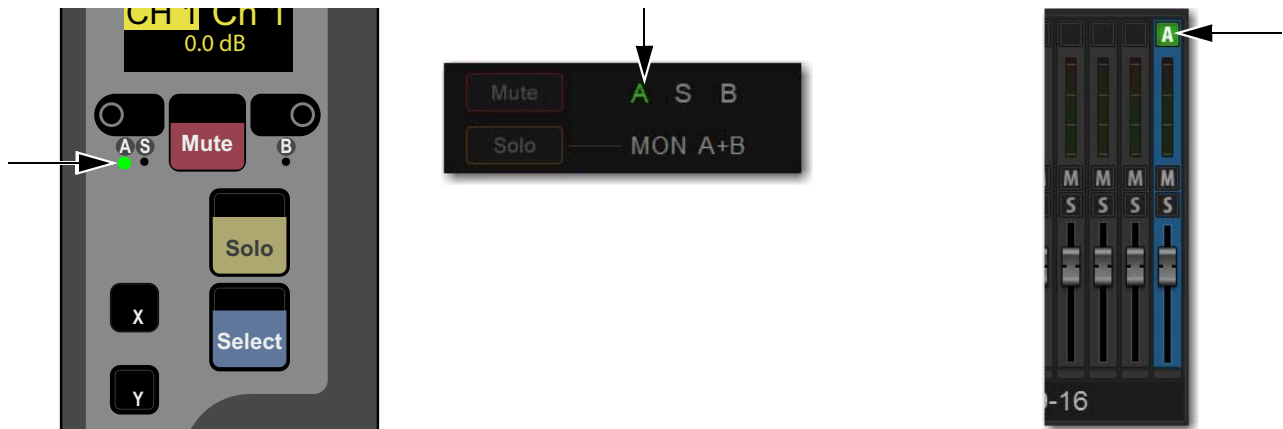 CH 1 Ch 1
0.0 dB
A S
Mute
B
Solo
X
Select
Y
Mute A S B
Solo MON A+B
A
M M M
S S S S
-16